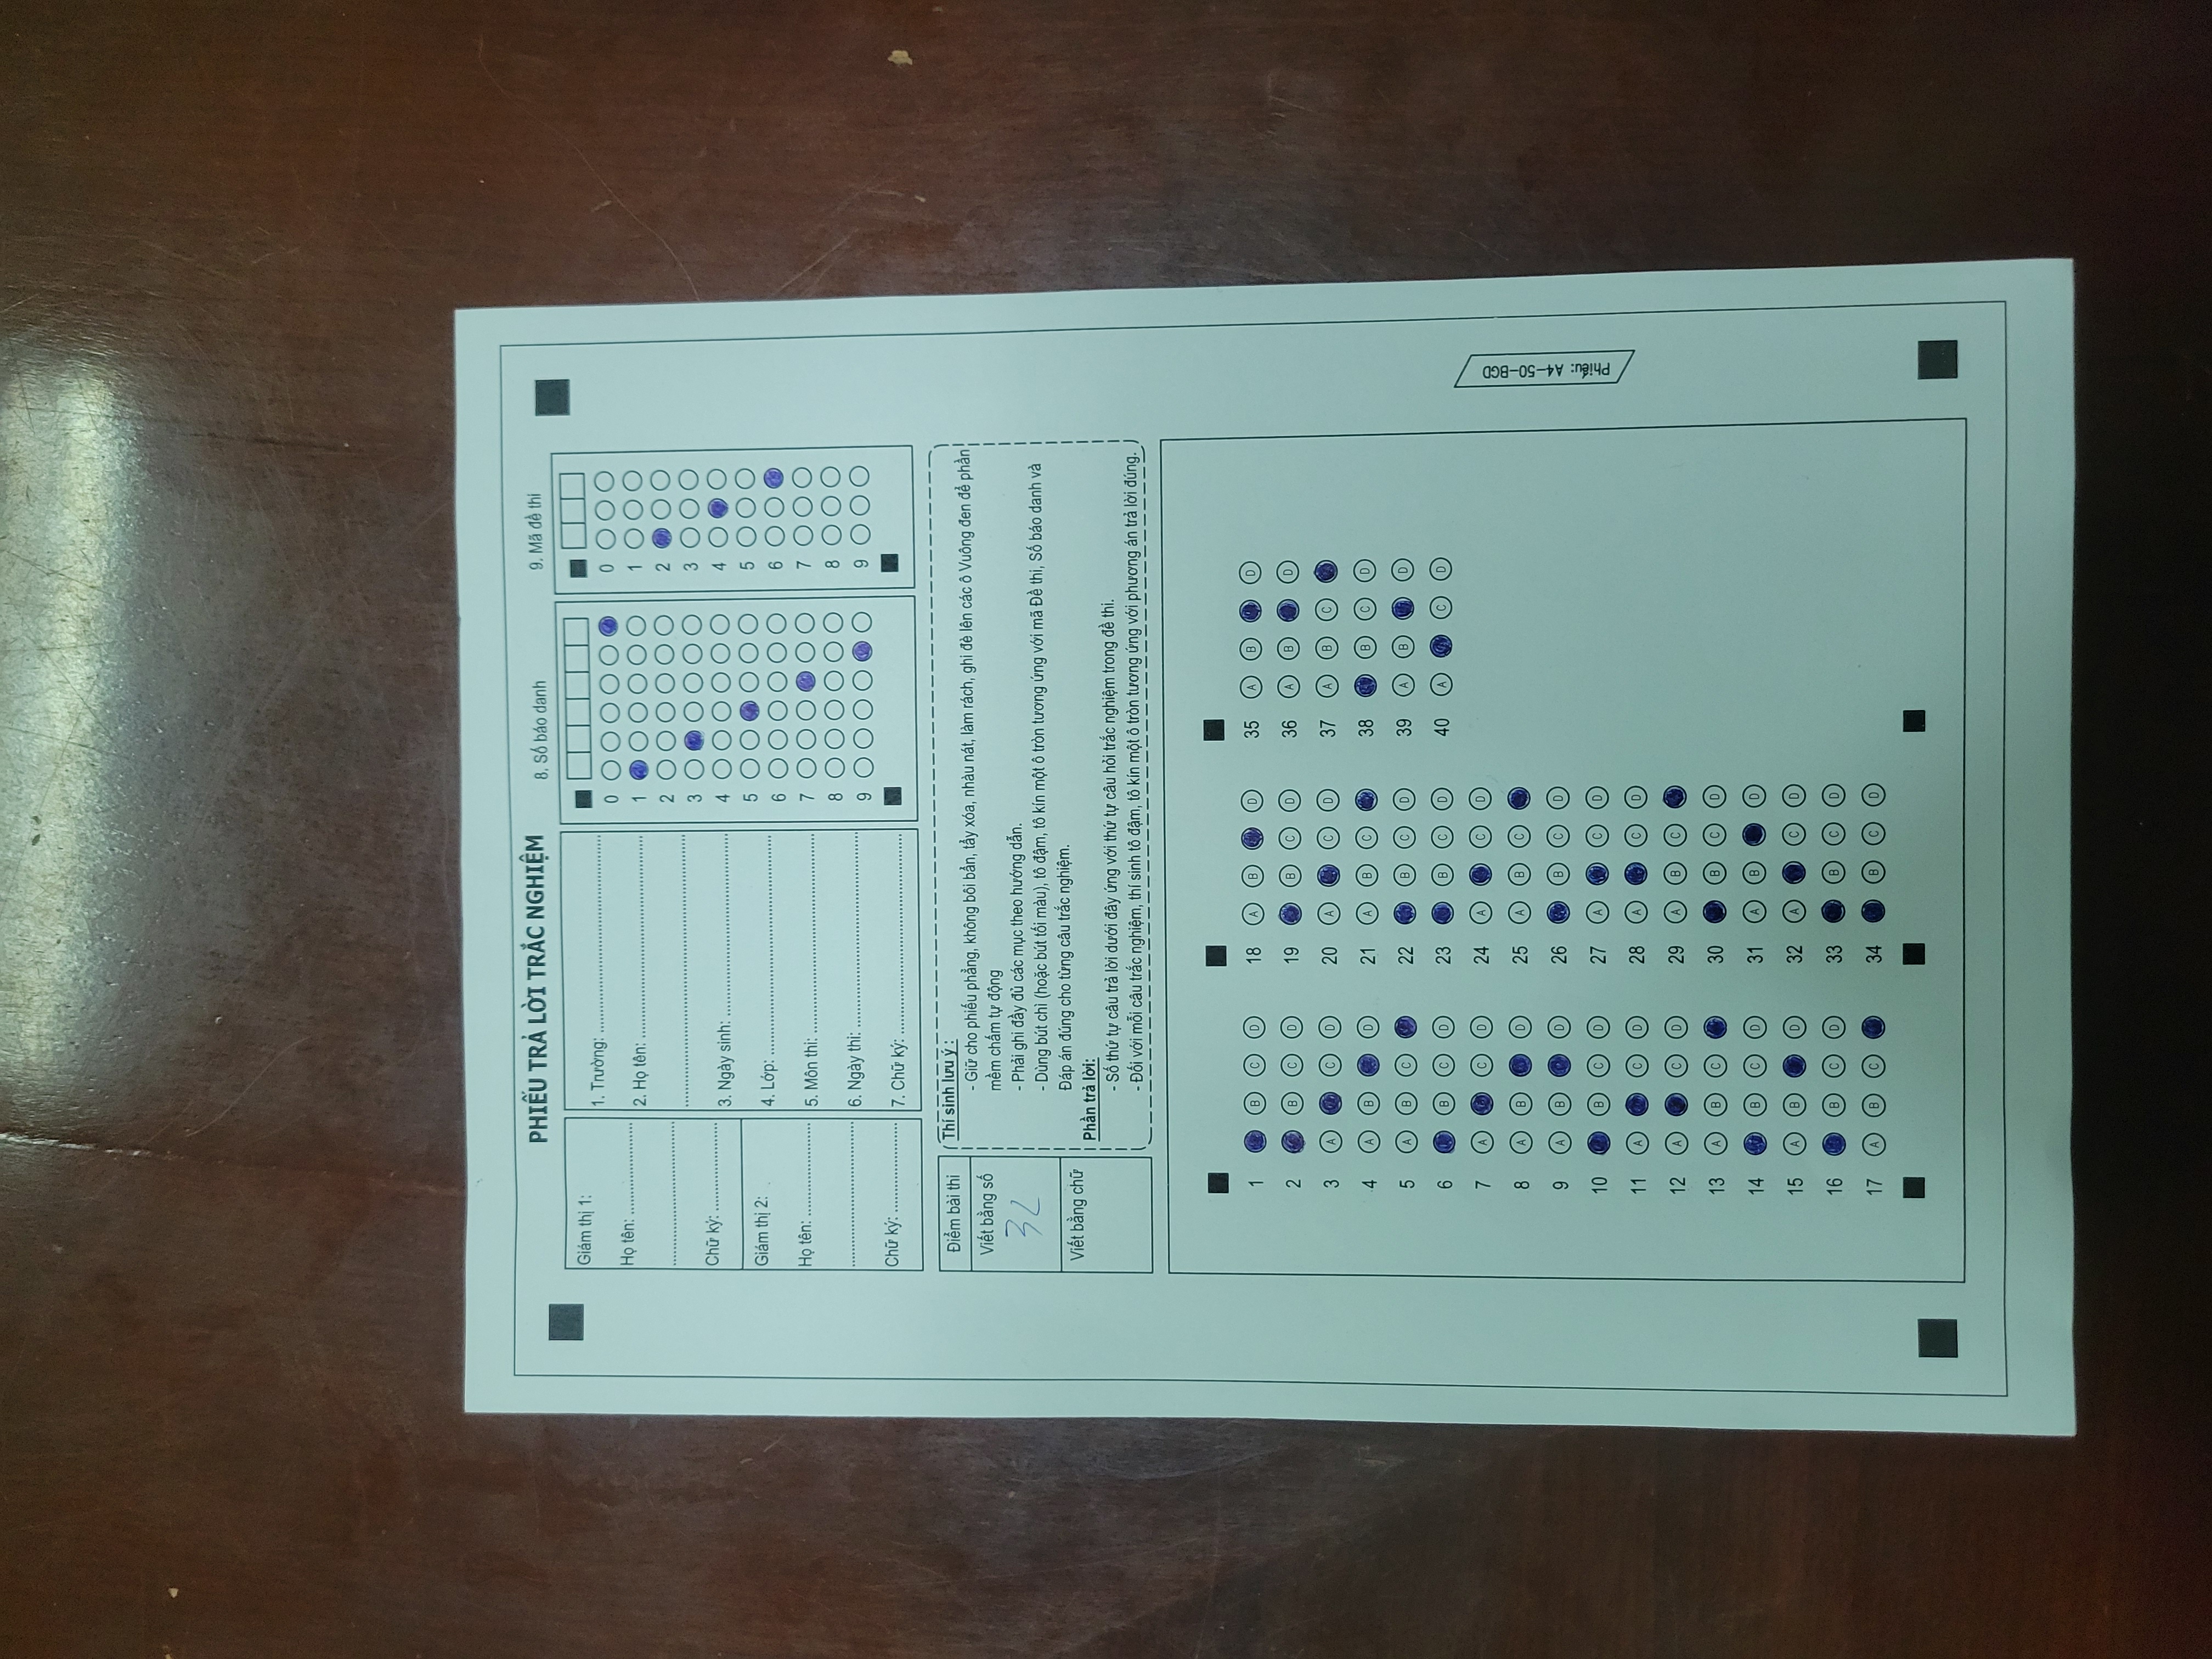 PHIẾU TRẢ LỜI TRẮC NGHIỆM
8. Số báo danh
9. Mã đề thi
Giám thị 1:
Họ tên: ........................
........................................
Chữ ký: ........................
Giám thị 2:
Họ tên: ........................
........................................
Chữ ký: ........................
1. Trường: ........................
2. Họ tên: ........................
........................................
3. Ngày sinh: ........................
4. Lớp: ........................
5. Môn thi: ........................
6. Ngày thi: ........................
7. Chữ ký: ........................
0 0
1 1
2 2
3 3
4 4
5 5
6 6
7 7
8 8
9 9
Điểm bài thi
Viết bằng số
Viết bằng chữ
Thí sinh lưu ý :
- Giữ cho phiếu phẳng, không bôi bẩn, tẩy xóa, nhàu nát, làm rách, ghi đè lên các ô Vuông đen để phần
mềm chấm tự động
- Phải ghi đầy đủ các mục theo hướng dẫn.
- Dùng bút chì (hoặc bút tối màu), tô đậm, tô kín một ô tròn tương ứng với mã Đề thi, Số báo danh và
Đáp án đúng cho từng câu trắc nghiệm.
Phần trả lời:
- Số thứ tự câu trả lời dưới đây ứng với thứ tự câu hỏi trắc nghiệm trong đề thi.
- Đối với mỗi câu trắc nghiệm, thí sinh tô đậm, tô kín một ô tròn tương ứng với phương án trả lời đúng.
1 B C D
2 B C D
3 A C D
4 A B D
5 A B C
6 B C D
7 A C D
8 A B D
9 A B D
10 B C D
11 A C D
12 A C D
13 A B C
14 B C D
15 A B D
16 B C D
17 A B C
18 A B D
19 B C D
20 A C D
21 A B C
22 B C D
23 B C D
24 A C D
25 A B C
26 B C D
27 A C D
28 A C D
29 A B C
30 B C D
31 A B D
32 A C D
33 B C D
34 B C D
35 A B D
36 A B D
37 A B C
38 B C D
39 A B D
40 A C D
Phiếu: A4-50-BGD